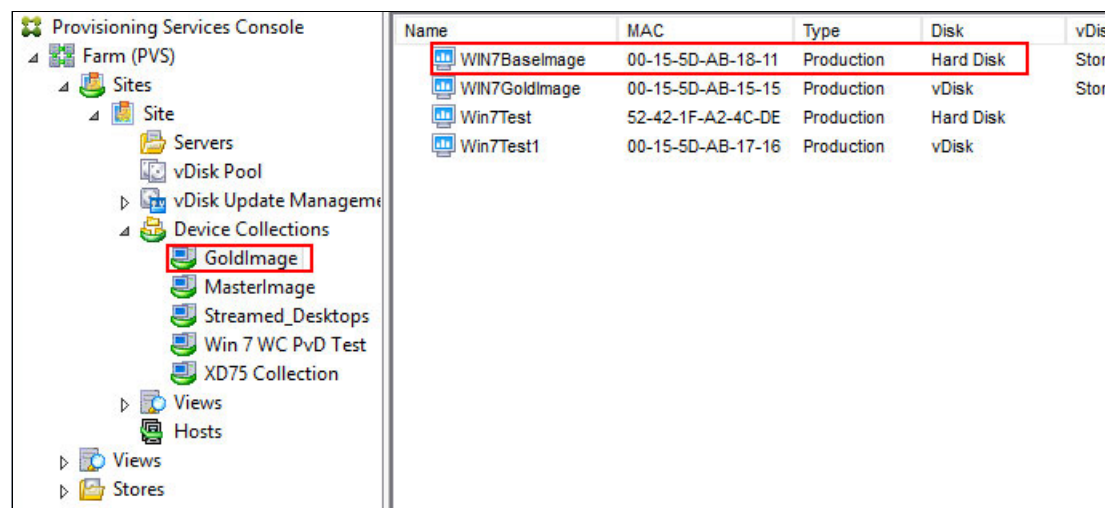 Provisioning Services Console
Farm (PVS)
Sites
Site
Servers
vDisk Pool
vDisk Update Manageme
Device Collections
GoldImage
MasterImage
Streamed_Desktops
Win 7 WC PvD Test
XD75 Collection
Views
Hosts
Views
Stores
Name MAC Type Disk vDis
WIN7BaseImage 00-15-5D-AB-18-11 Production Hard Disk Stor
WIN7GoldImage 00-15-5D-AB-15-15 Production vDisk Stor
Win7Test 52-42-1F-A2-4C-DE Production Hard Disk
Win7Test1 00-15-5D-AB-17-16 Production vDisk